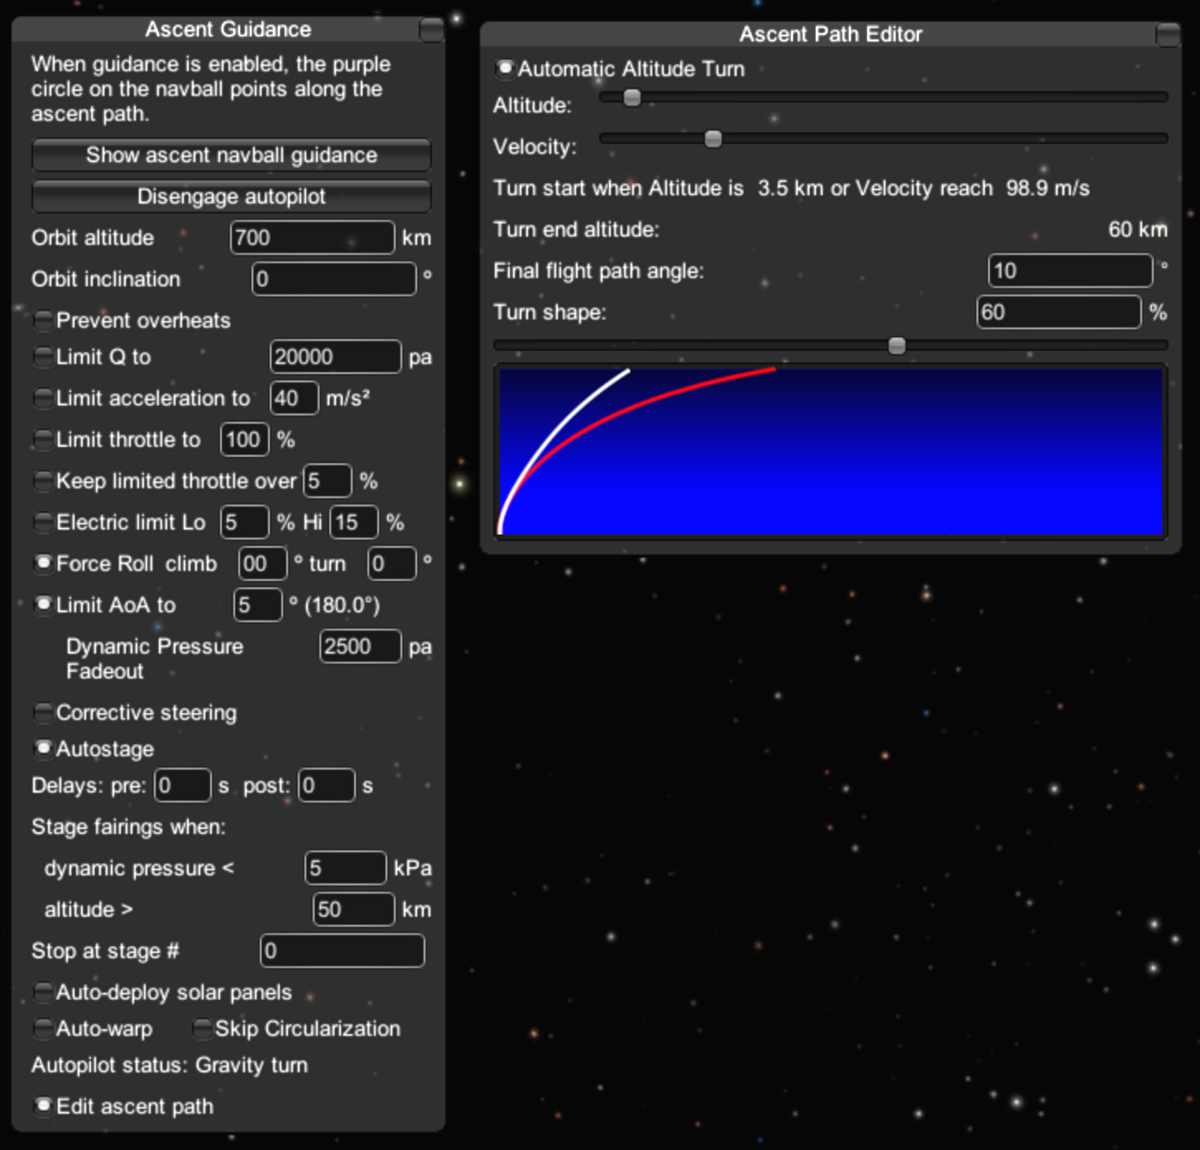 Ascent Guidance
When guidance is enabled, the purple
circle on the navball points along the
ascent path.
Show ascent navball guidance
Disengage autopilot
Orbit altitude 700 km
Orbit inclination 0 °
Prevent overheats
Limit Q to 20000 pa
Limit acceleration to 40 m/s²
Limit throttle to 100 %
Keep limited throttle over 5 %
Electric limit Lo 5 % Hi 15 %
Force Roll climb 00 ° turn 0 °
Limit AoA to 5 ° (180.0°)
Dynamic Pressure 2500 pa
Fadeout
Corrective steering
Autostage
Delays: pre: 0 s post: 0 s
Stage fairings when:
dynamic pressure < 5 kPa
altitude > 50 km
Stop at stage # 0
Auto-deploy solar panels
Auto-warp Skip Circularization
Autopilot status: Gravity turn
Edit ascent path
Ascent Path Editor
Automatic Altitude Turn
Altitude:
Velocity:
Turn start when Altitude is 3.5 km or Velocity reach 98.9 m/s
Turn end altitude: 60 km
Final flight path angle: 10 °
Turn shape: 60 %